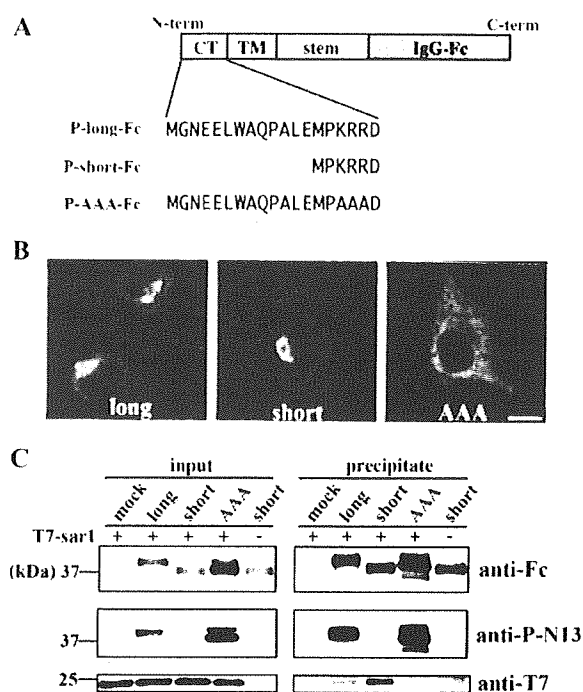 A
N-term C-term
CT TM stem IgG-Fc
P-long-Fc MGNEELWAQPALEMPKRRD
P-short-Fc MPKRRD
P-AAA-Fc MGNEELWAQPALEMPAAAD
B
long short AAA
C
input precipitate
mock long short AAA short mock long short AAA short
T7-sar1 + + + + - + + + + -
(kDa) 37 anti-Fc
37 anti-P-N13
25 anti-T7